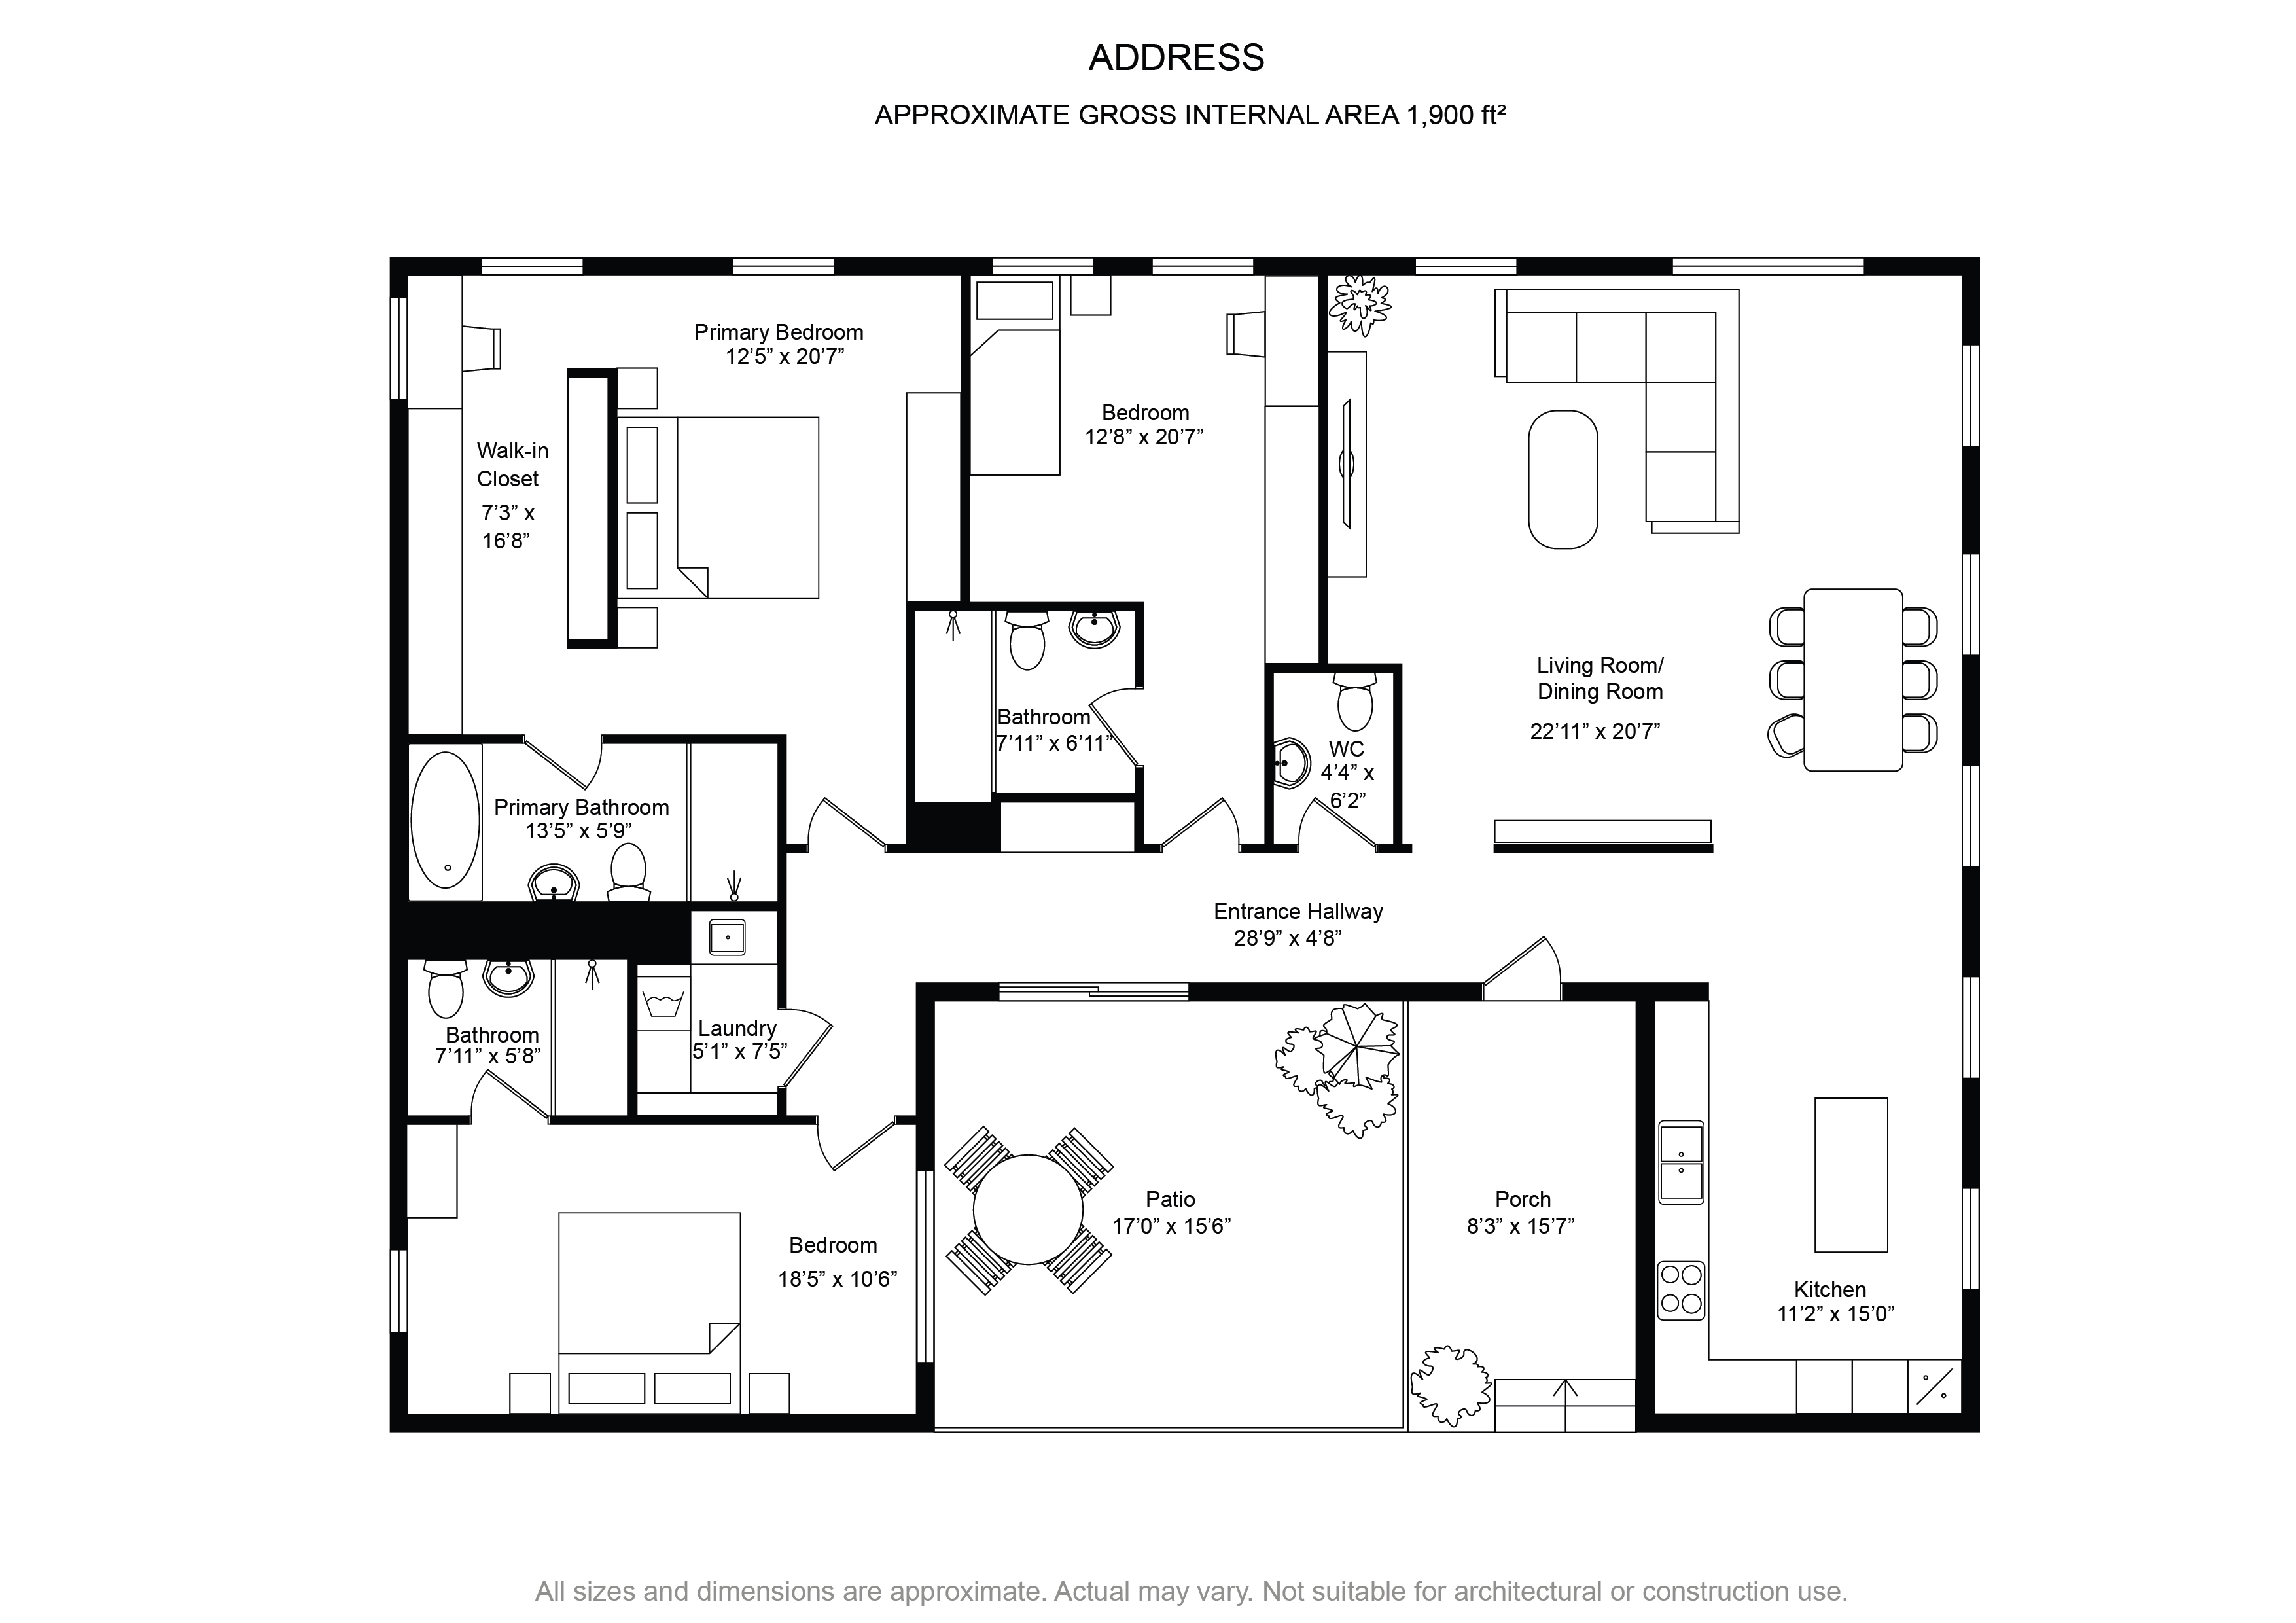 ADDRESS
APPROXIMATE GROSS INTERNAL AREA 1,900 ft²
Primary Bedroom
12’5” x 20’7”
Walk-in
Closet
7’3” x
16’8”
Bedroom
12’8” x 20’7”
Living Room/
Dining Room
22’11” x 20’7”
Bathroom
7’11” x 6’11”
WC
4’4” x
6’2”
Primary Bathroom
13’5” x 5’9”
Entrance Hallway
28’9” x 4’8”
Bathroom
7’11” x 5’8”
Laundry
5’1” x 7’5”
Bedroom
18’5” x 10’6”
Patio
17’0” x 15’6”
Porch
8’3” x 15’7”
Kitchen
11’2” x 15’0”
All sizes and dimensions are approximate. Actual may vary. Not suitable for architectural or construction use.